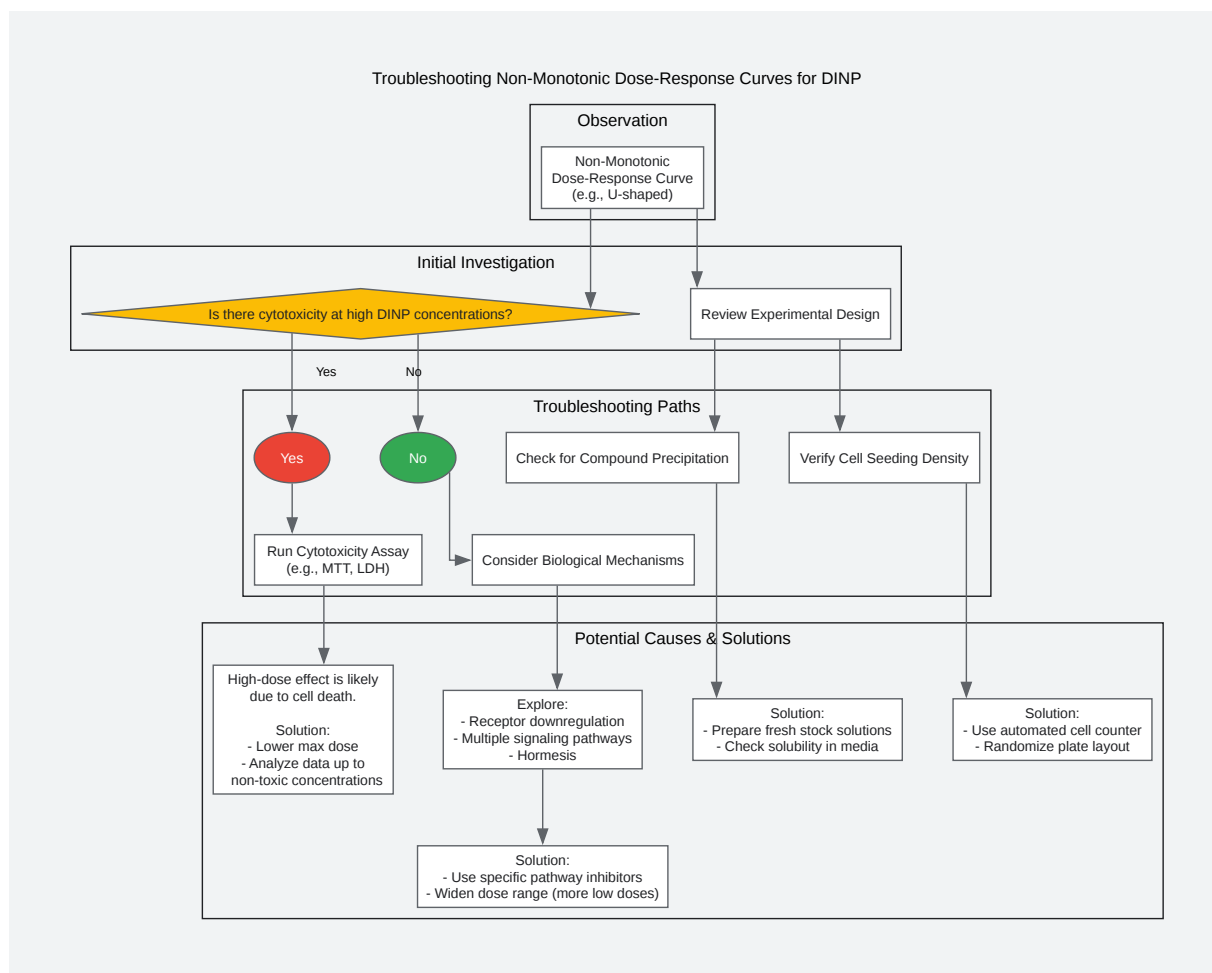 Troubleshooting Non-Monotonic Dose-Response Curves for DINP
Observation
Non-Monotonic
Dose-Response Curve
(e.g., U-shaped)
Initial Investigation
Is there cytotoxicity at high DINP concentrations?
Review Experimental Design
Yes
No
Troubleshooting Paths
Yes
No
Check for Compound Precipitation
Verify Cell Seeding Density
Run Cytotoxicity Assay
(e.g., MTT, LDH)
Consider Biological Mechanisms
Potential Causes & Solutions
High-dose effect is likely
due to cell death.
Solution:
- Lower max dose
- Analyze data up to
non-toxic concentrations
Explore:
- Receptor downregulation
- Multiple signaling pathways
- Hormesis
Solution:
- Prepare fresh stock solutions
- Check solubility in media
Solution:
- Use automated cell counter
- Randomize plate layout
Solution:
- Use specific pathway inhibitors
- Widen dose range (more low doses)